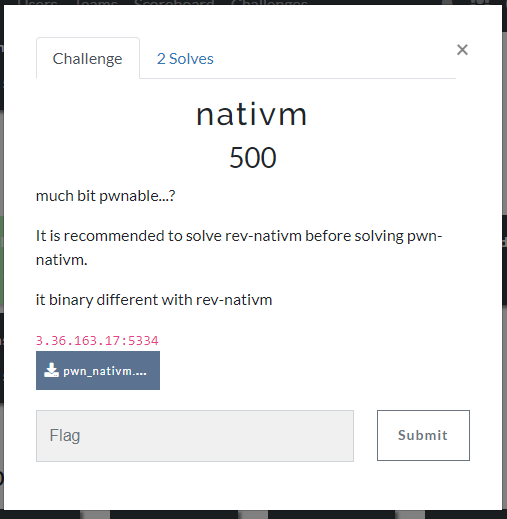 Users Teams Scoreboard Challenges
Challenge
2 Solves
×
nativm
500
much bit pwnable...?
It is recommended to solve rev-nativm before solving pwn-
nativm.
it binary different with rev-nativm
3.36.163.17:5334
pwn_nativm....
Flag
Submit